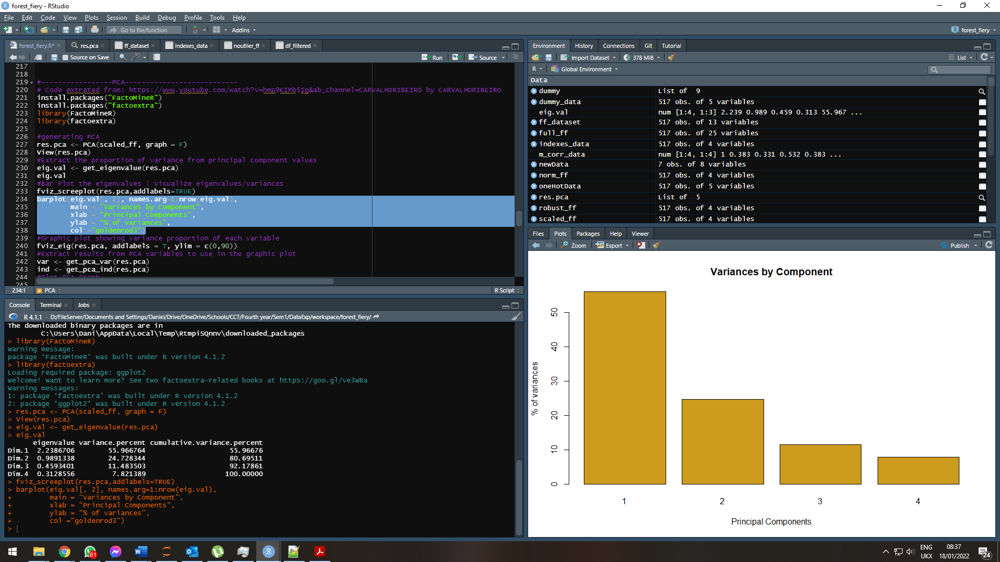 forest_fiery - RStudio
File Edit Code View Plots Session Build Debug Profile Tools Help
Go to file/function Addins forest_fiery
forest_fiery.R* res.pca ff_dataset indexes_data noutlier_ff df_filtered
Source on Save Run Source
217
218
219 #-----------------PCA---------------------------
220 # Code extrated from: https://www.youtube.com/watch?v=hmp9KIPb5Ig&ab_channel=CARVALHORIBEIRO by CARVALHORIBEIRO
221 install.packages("FactoMineR")
222 install.packages("factoextra")
223 library(FactoMineR)
224 library(factoextra)
225
226 #generating PCA
227 res.pca <- PCA(scaled_ff, graph = F)
228 View(res.pca)
229 #Extract the proportion of variance from principal component values
230 eig.val <- get_eigenvalue(res.pca)
231 eig.val
232 #Bar Plot the eigenvalues | Visualize eigenvalues/variances
233 fviz_screeplot(res.pca,addlabels=TRUE)
234 barplot(eig.val[, 2], names.arg=1:nrow(eig.val),
235 main = "Variances by Component",
236 xlab = "Principal Components",
237 ylab = "% of variances",
238 col ="goldenrod3")
239 #Graphic plot showing variance proportion of each variable
240 fviz_eig(res.pca, addlabels = T, ylim = c(0,90))
241 #Extract results from PCA variables to use in the graphic plot
242 var <- get_pca_var(res.pca)
243 ind <- get_pca_ind(res.pca)
244 #Plot PCA Graph
245
234:1 # PCA R Script
Console Terminal Jobs
R 4.1.1 · D:/FileServer/Documents and Settings/Daniel/Drive/OneDrive/Schools/CCT/Fourth year/Sem1/DataExp/workspace/forest_fiery/
The downloaded binary packages are in
C:\Users\Dani\AppData\Local\Temp\RtmpiSQnnv\downloaded_packages
> library(FactoMineR)
Warning message:
package ‘FactoMineR’ was built under R version 4.1.2
> library(factoextra)
Loading required package: ggplot2
Welcome! Want to learn more? See two factoextra-related books at https://goo.gl/ve3WBa
Warning messages:
1: package ‘factoextra’ was built under R version 4.1.2
2: package ‘ggplot2’ was built under R version 4.1.2
> res.pca <- PCA(scaled_ff, graph = F)
> View(res.pca)
> eig.val <- get_eigenvalue(res.pca)
> eig.val
eigenvalue variance.percent cumulative.variance.percent
Dim.1 2.2386706 55.966764 55.96676
Dim.2 0.9891338 24.728344 80.69511
Dim.3 0.4593401 11.483503 92.17861
Dim.4 0.3128556 7.821389 100.00000
> fviz_screeplot(res.pca,addlabels=TRUE)
> barplot(eig.val[, 2], names.arg=1:nrow(eig.val),
+ main = "Variances by Component",
+ xlab = "Principal Components",
+ ylab = "% of variances",
+ col ="goldenrod3")
>
Environment History Connections Git Tutorial
Import Dataset 378 MiB List
R Global Environment
Data
dummy List of 9
dummy_data 517 obs. of 5 variables
eig.val num [1:4, 1:3] 2.239 0.989 0.459 0.313 55.967 ...
ff_dataset 517 obs. of 13 variables
full_ff 517 obs. of 25 variables
indexes_data 517 obs. of 4 variables
m_corr_data num [1:4, 1:4] 1 0.383 0.331 0.532 0.383 ...
newData 7 obs. of 8 variables
norm_ff 517 obs. of 4 variables
oneHotData 517 obs. of 5 variables
res.pca List of 5
robust_ff 517 obs. of 4 variables
scaled_ff 517 obs. of 4 variables
Files Plots Packages Help Viewer
Zoom Export Publish
Variances by Component
% of variances
50
40
30
20
10
0
1 2 3 4
Principal Components
61
ENG
UKX
08:37
18/01/2022
24